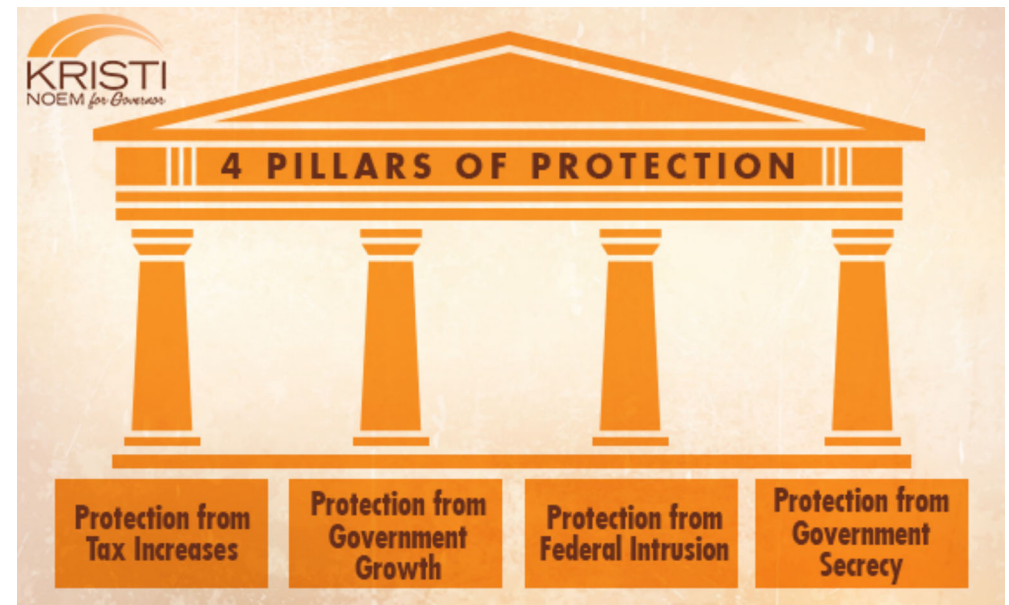 KRISTI
NOEM for Governor
4 PILLARS OF PROTECTION
Protection from
Tax Increases
Protection from
Government
Growth
Protection from
Federal Intrusion
Protection from
Government
Secrecy